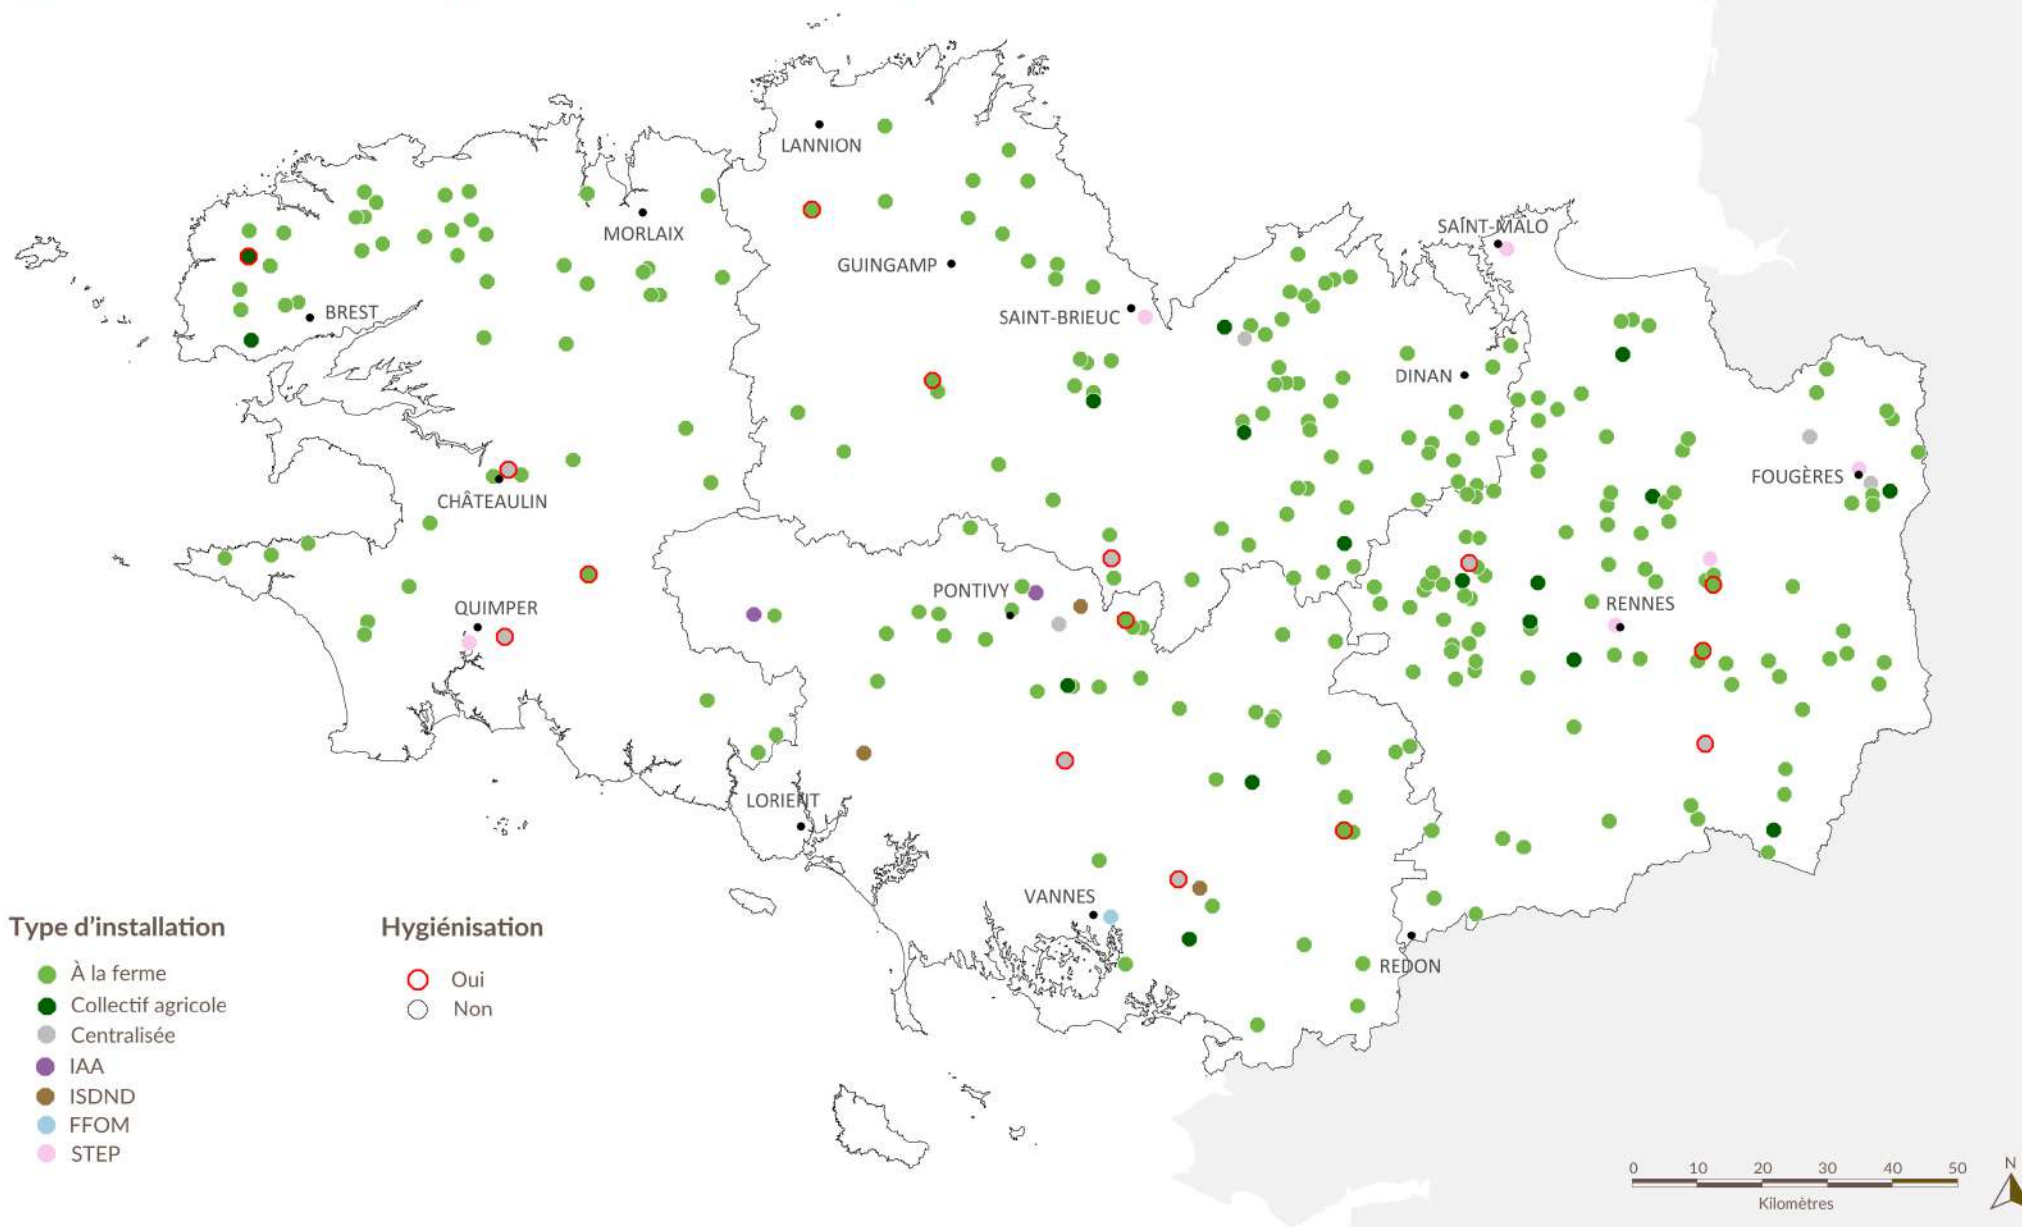 LANNION
MORLAIX
SAINT-MALO
GUINGAMP
BREST
SAINT-BRIEUC
DINAN
FOUGÈRES
CHÂTEAULIN
PONTIVY
QUIMPER
RENNES
LORIENT
VANNES
REDON
Type d'installation
À la ferme
Collectif agricole
Centralisée
IAA
ISDND
FFOM
STEP
Hygiénisation
Oui
Non
0 10 20 30 40 50
Kilomètres
N